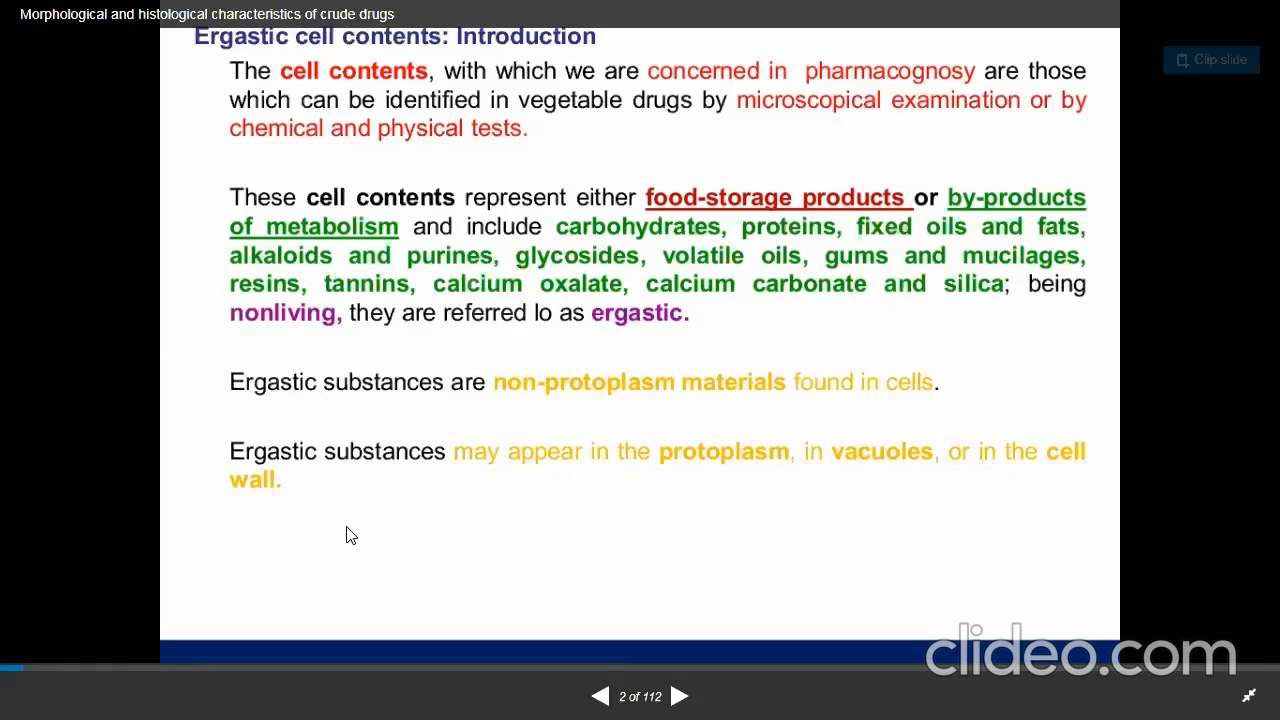 Morphological and histological characteristics of crude drugs
Ergastic cell contents: Introduction
Clip slide
The cell contents, with which we are concerned in pharmacognosy are those
which can be identified in vegetable drugs by microscopical examination or by
chemical and physical tests.
These cell contents represent either food-storage products or by-products
of metabolism and include carbohydrates, proteins, fixed oils and fats,
alkaloids and purines, glycosides, volatile oils, gums and mucilages,
resins, tannins, calcium oxalate, calcium carbonate and silica; being
nonliving, they are referred lo as ergastic.
Ergastic substances are non-protoplasm materials found in cells.
Ergastic substances may appear in the protoplasm, in vacuoles, or in the cell
wall.
clideo.com
2 of 112